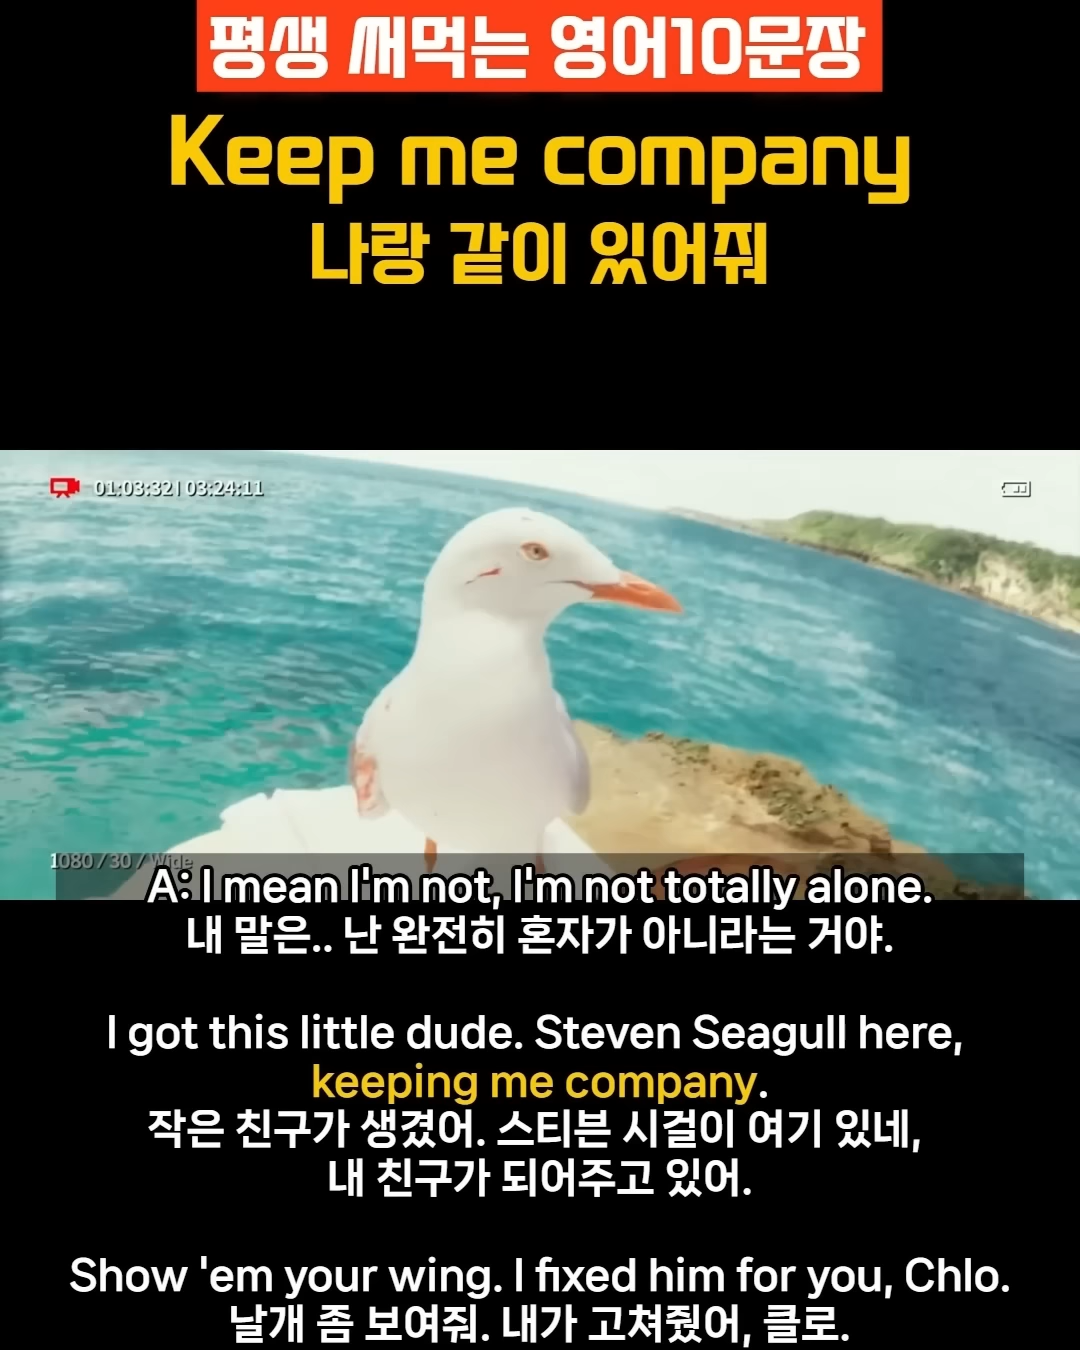 평생 써먹는 영어10문장
Keep me company
나랑 같이 있어줘
01:03:32 | 03:24:11
1080 / 30 / Wide
A: I mean I'm not, I'm not totally alone.
내 말은.. 난 완전히 혼자가 아니라는 거야.
I got this little dude. Steven Seagull here,
keeping me company.
작은 친구가 생겼어. 스티븐 시걸이 여기 있네,
내 친구가 되어주고 있어.
Show 'em your wing. I fixed him for you, Chlo.
날개 좀 보여줘. 내가 고쳐줬어, 클로.